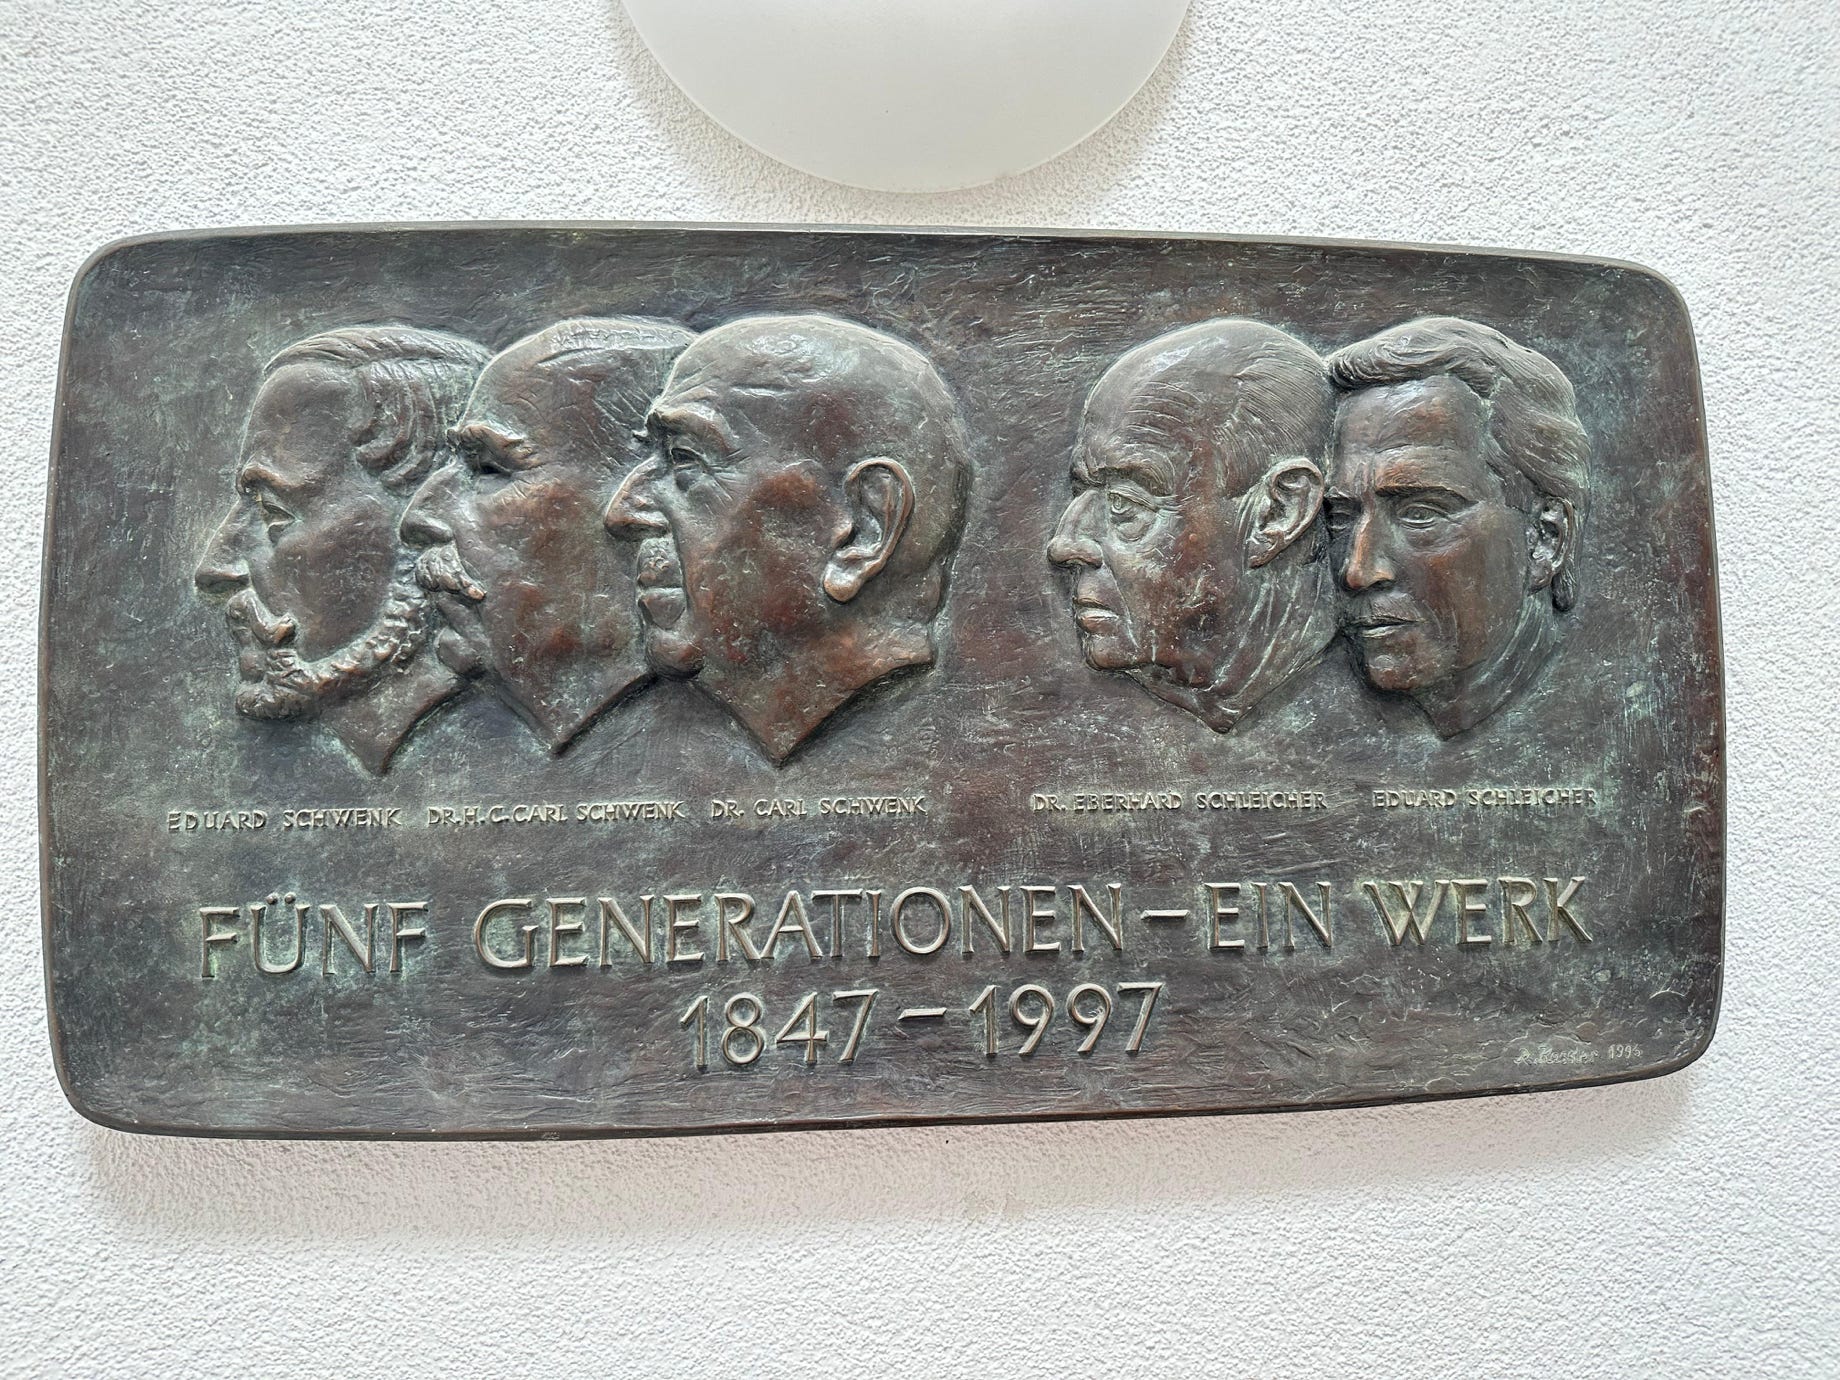 EDUARD SCHWENK DR.H.C.CARL SCHWENK DR. CARL SCHWENK DR. EBERHARD SCHLEICHER EDUARD SCHLEICHER
FÜNF GENERATIONEN – EIN WERK
1847 – 1997